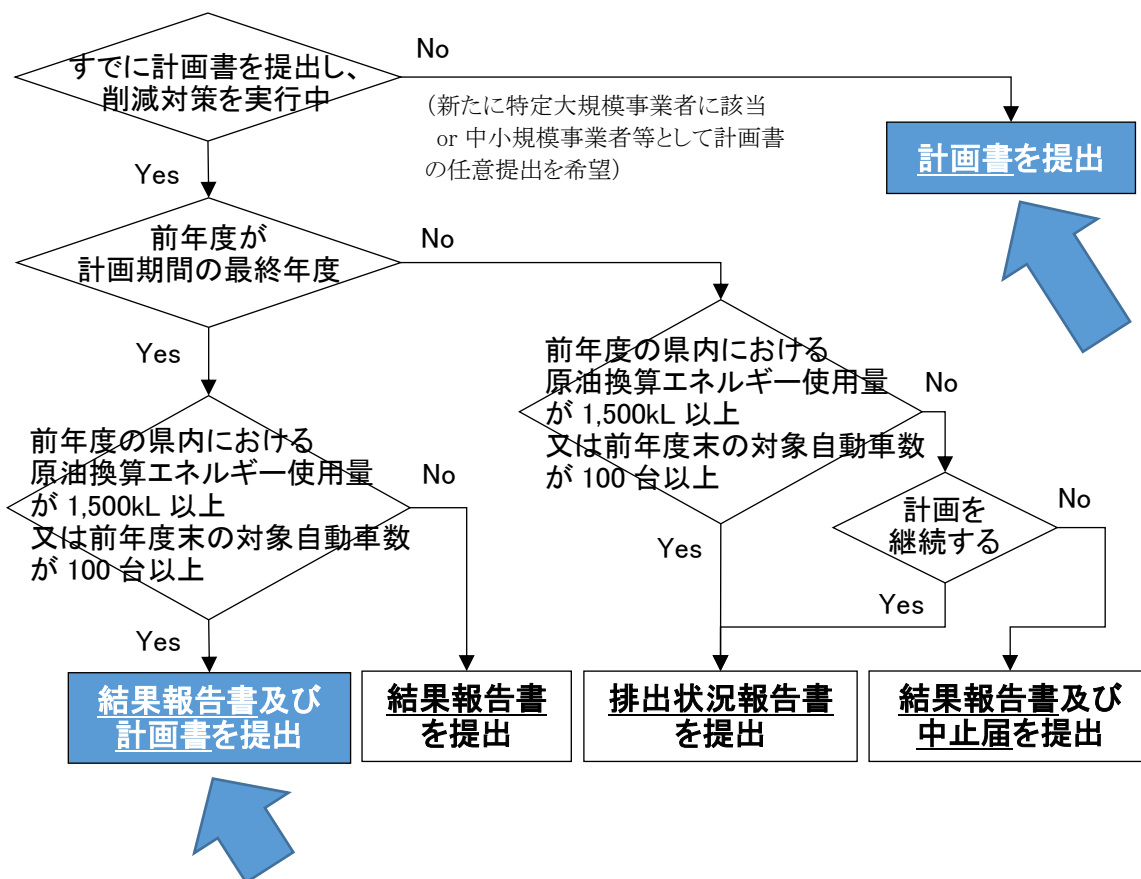 すでに計画書を提出し、
削減対策を実行中
No
（新たに特定大規模事業者に該当
or 中小規模事業者等として計画書
の任意提出を希望）
計画書を提出
Yes
前年度が
計画期間の最終年度
No
Yes
前年度の県内における
原油換算エネルギー使用量
が 1,500kL 以上
又は前年度末の対象自動車数
が 100 台以上
No
前年度の県内における
原油換算エネルギー使用量
が 1,500kL 以上
又は前年度末の対象自動車数
が 100 台以上
No
計画を
継続する
No
Yes
Yes
Yes
結果報告書及び
計画書を提出
結果報告書
を提出
排出状況報告書
を提出
結果報告書及び
中止届を提出